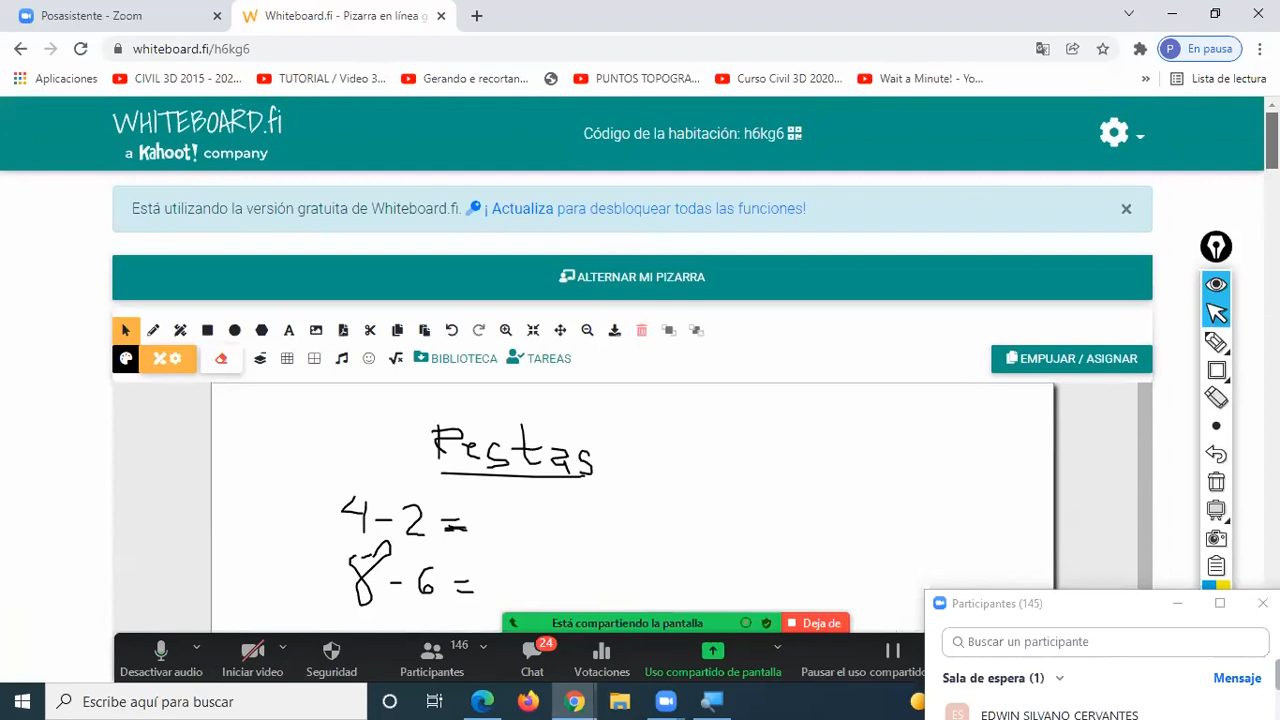 Posasistente - Zoom
Whiteboard.fi - Pizarra en línea g
whiteboard.fi/h6kg6
P En pausa
Aplicaciones
CIVIL 3D 2015 - 202...
TUTORIAL / Video 3...
Gerando e recortan...
PUNTOS TOPOGRA...
Curso Civil 3D 2020...
Wait a Minute! - Yo...
»
Lista de lectura
WHITEBOARD.fi
a Kahoot! company
Código de la habitación: h6kg6
Está utilizando la versión gratuita de Whiteboard.fi. ¡ Actualiza para desbloquear todas las funciones!
ALTERNAR MI PIZARRA
BIBLIOTECA
TAREAS
EMPUJAR / ASIGNAR
Restas
4 - 2 =
8 - 6 =
Está compartiendo la pantalla
Deja de
Participantes (145)
Buscar un participante
Sala de espera (1)
Mensaje
ES EDWIN SILVANO CERVANTES
146
24
Desactivar audio
Iniciar video
Seguridad
Participantes
Chat
Votaciones
Uso compartido de pantalla
Pausar el uso compartido
Escribe aquí para buscar